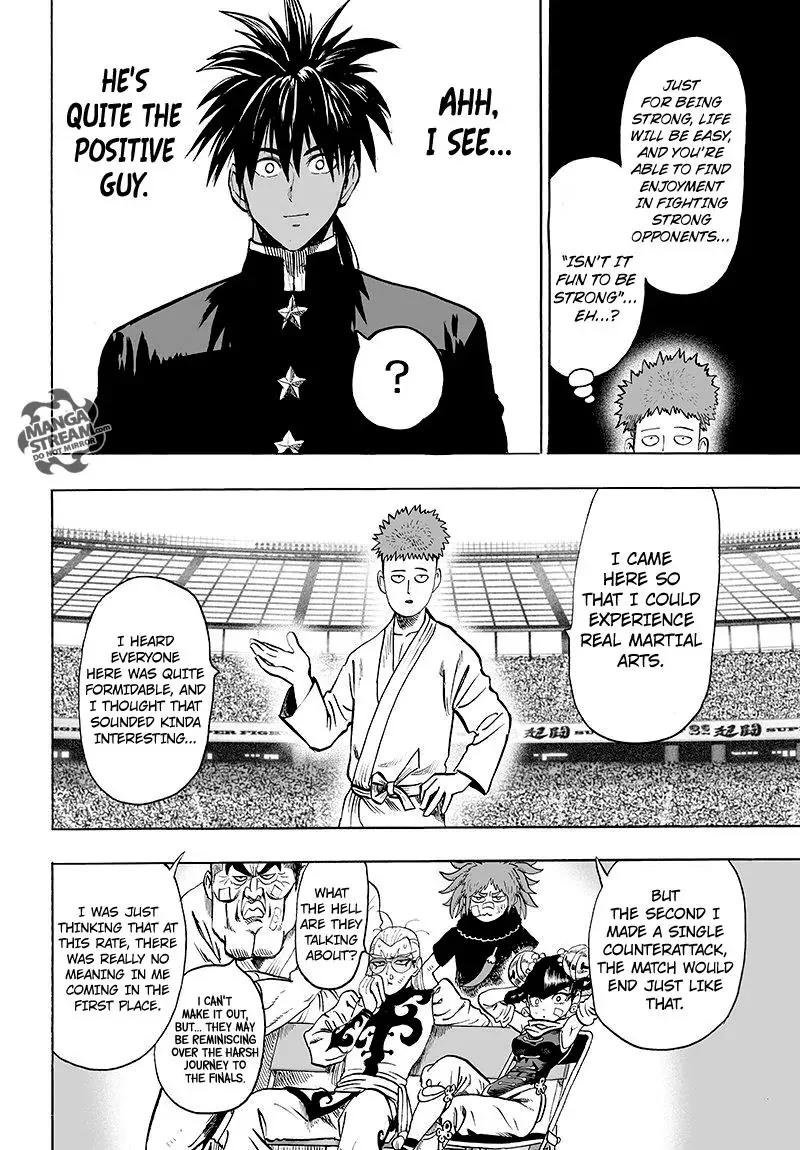 JUST
FOR BEING
STRONG, LIFE
WILL BE EASY,
AND YOU'RE
ABLE TO FIND
ENJOYMENT
IN FIGHTING
STRONG
OPPONENTS...
"ISN'T IT
FUN TO BE
STRONG"...
EH...?
AHH,
I SEE...
HE'S
QUITE THE
POSITIVE
GUY.
?
MANGA
STREAM.com
DO NOT MIRROR
I CAME
HERE SO
THAT I COULD
EXPERIENCE
REAL MARTIAL
ARTS.
I HEARD
EVERYONE
HERE WAS QUITE
FORMIDABLE, AND
I THOUGHT THAT
SOUNDED KINDA
INTERESTING...
SUPER FIGH
超闘 SUP
BUT
THE SECOND I
MADE A SINGLE
COUNTERATTACK,
THE MATCH WOULD
END JUST LIKE
THAT.
WHAT
THE HELL
ARE THEY
TALKING
ABOUT?
I CAN'T
MAKE IT OUT,
BUT... THEY MAY
BE REMINISCING
OVER THE HARSH
JOURNEY TO
THE FINALS.
I WAS JUST
THINKING THAT AT
THIS RATE, THERE
WAS REALLY NO
MEANING IN ME
COMING IN THE
FIRST PLACE.